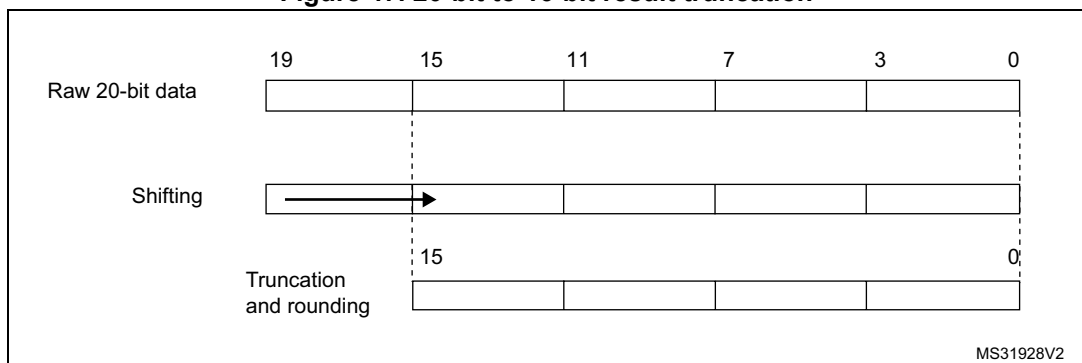 19 15 11 7 3 0
Raw 20-bit data
Shifting
15 0
Truncation
and rounding
MS31928V2